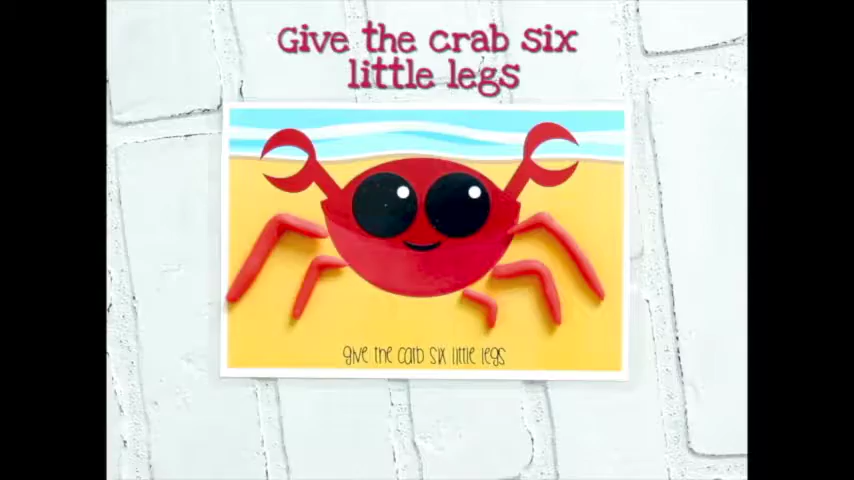 Give the crab six
little legs
give the carb six little legs